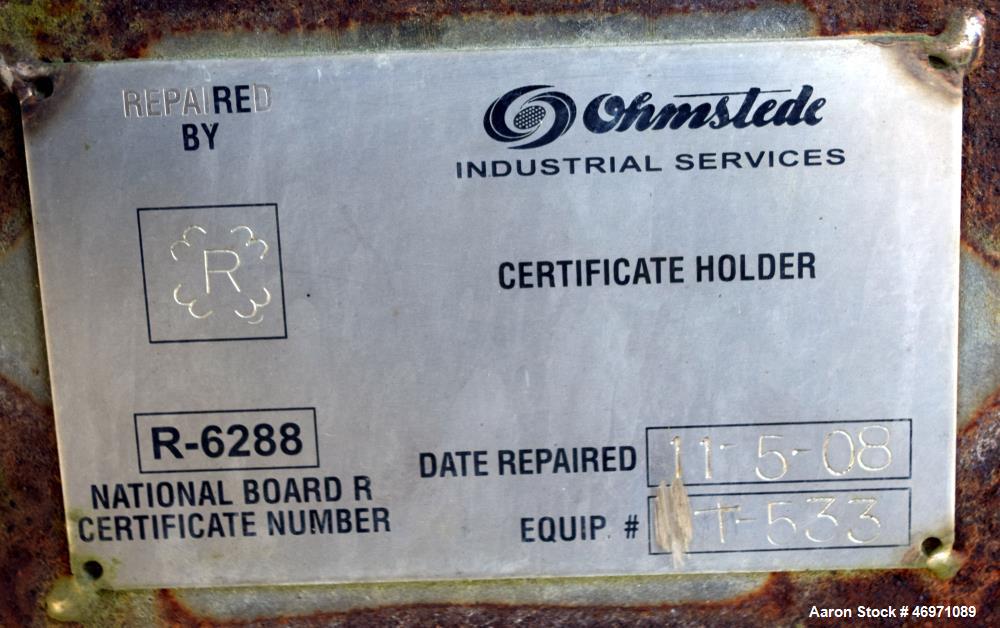 REPAIRED
BY
Ohmstede
INDUSTRIAL SERVICES
R
CERTIFICATE HOLDER
R-6288
NATIONAL BOARD R
CERTIFICATE NUMBER
DATE REPAIRED 11-5-08
EQUIP. # T-533
Aaron Stock # 46971089